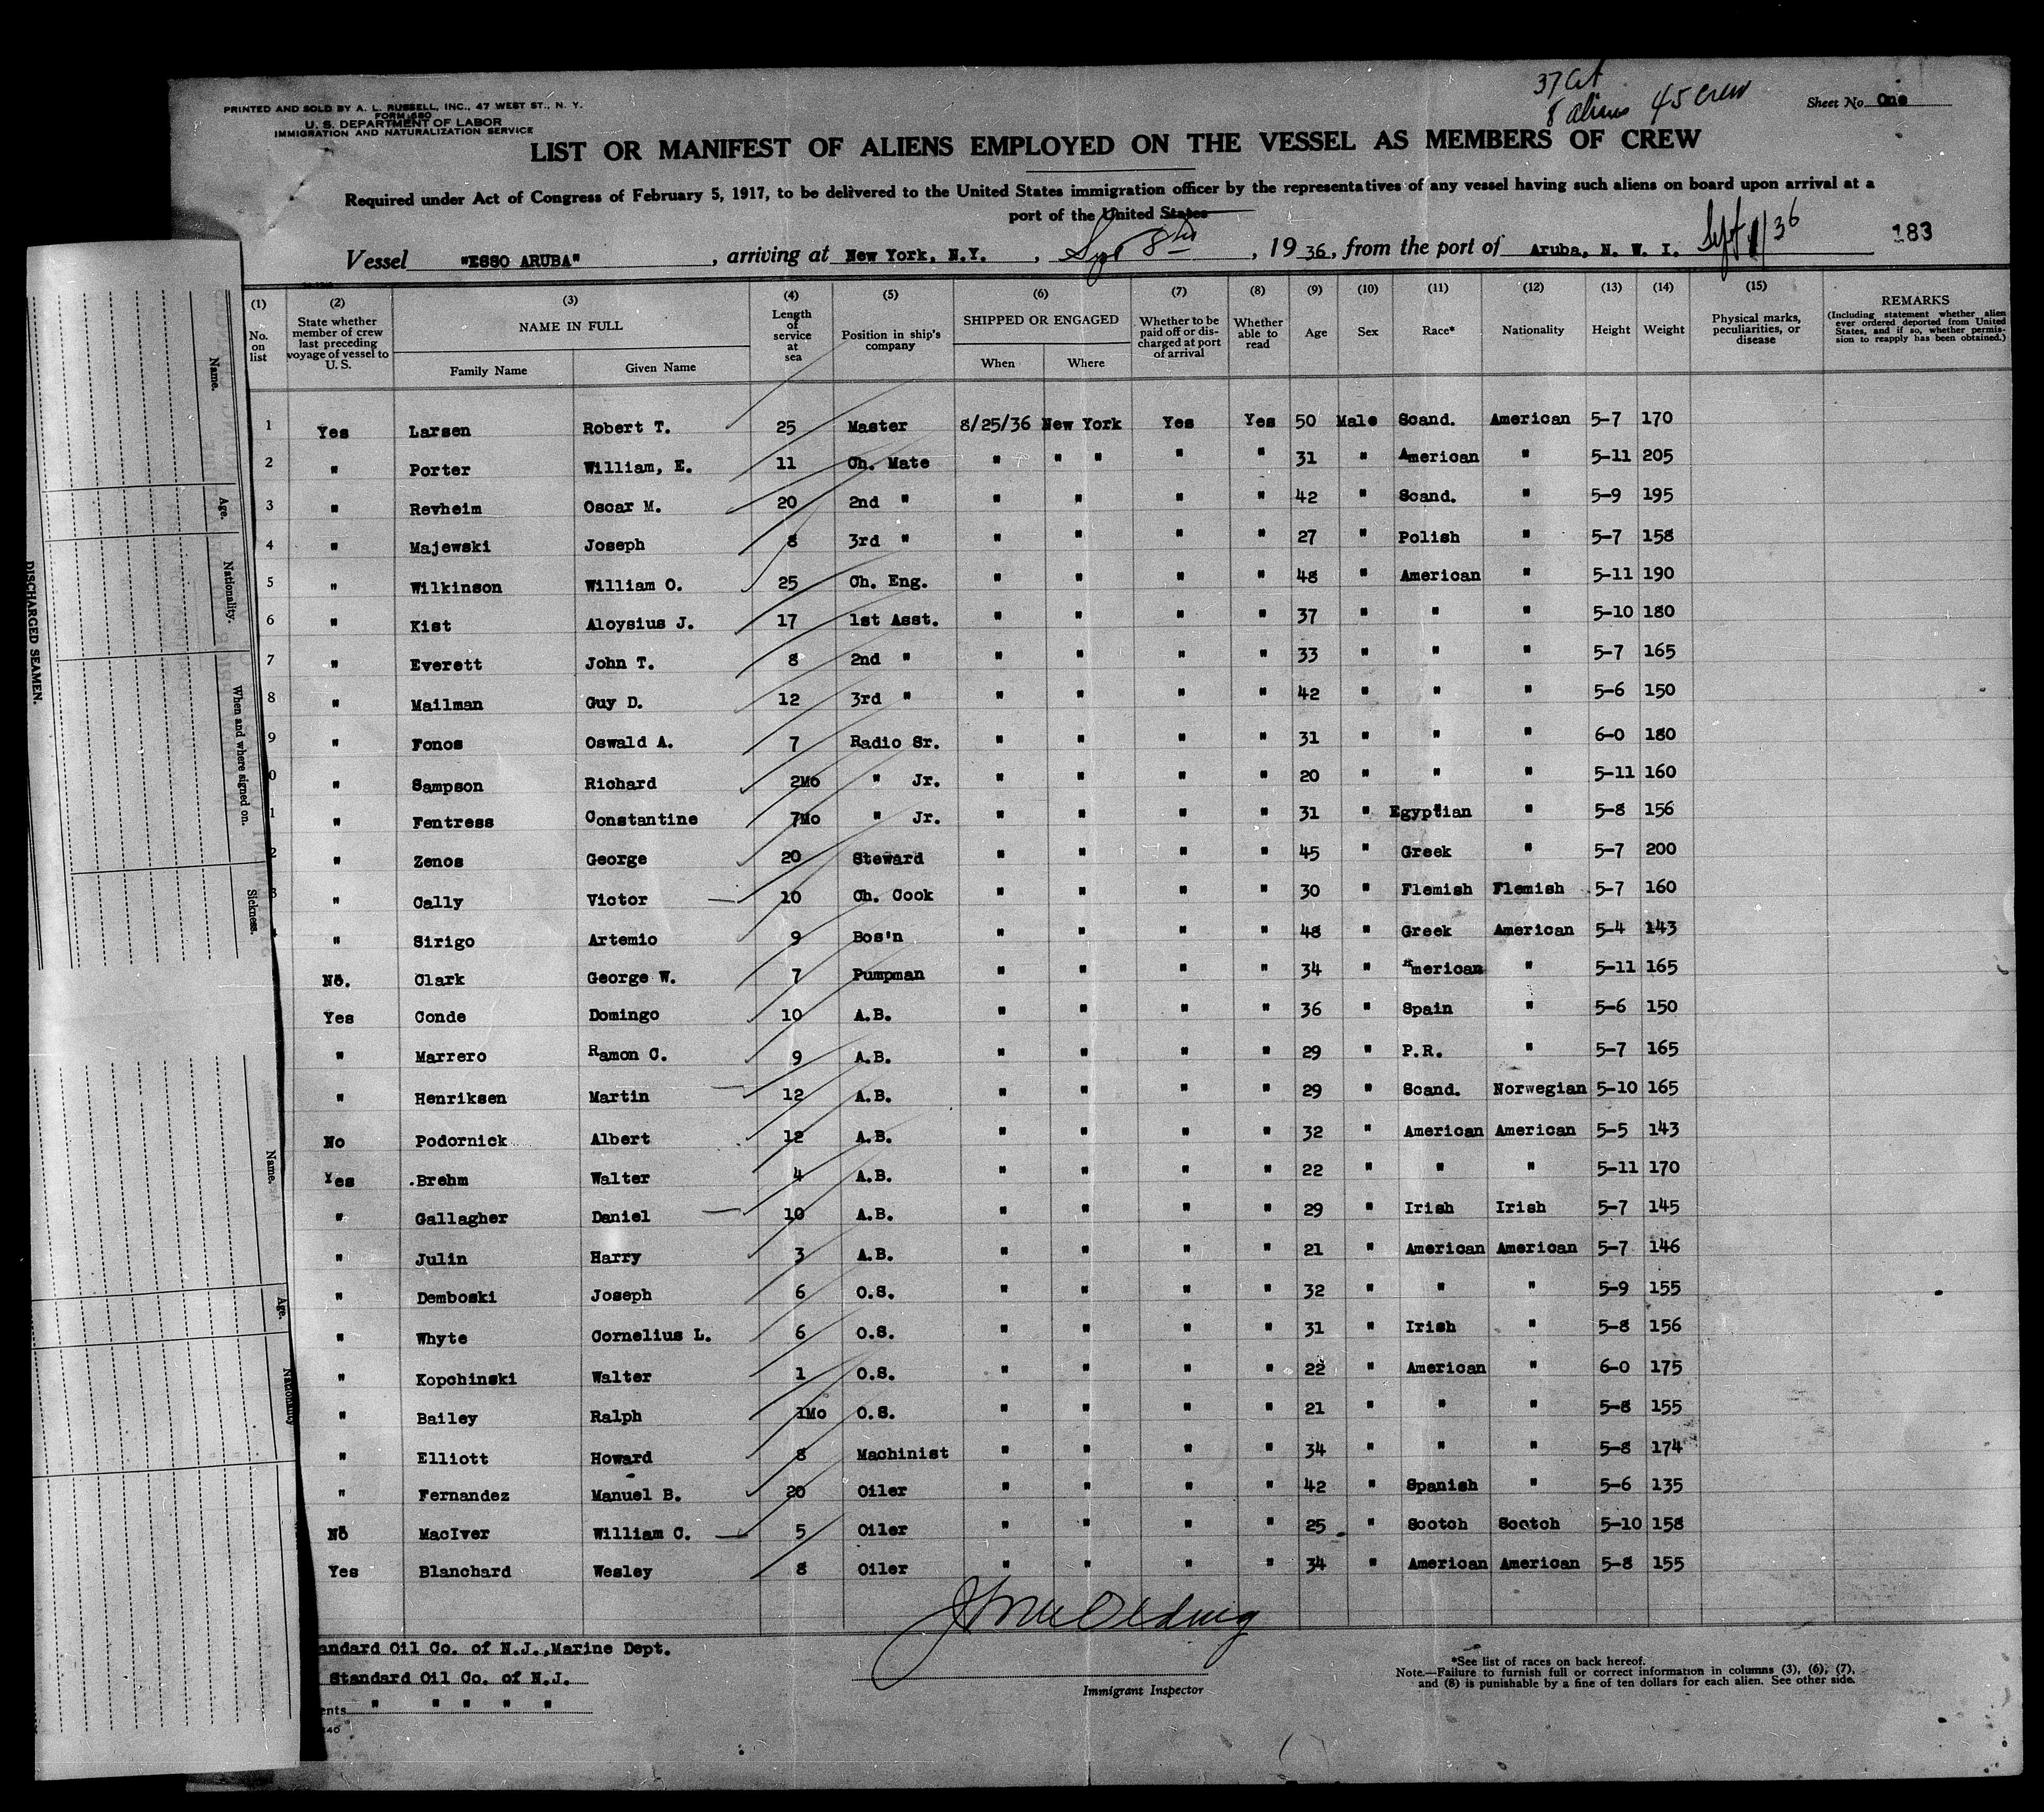 37 Cit
8 aliens 45 crew
PRINTED AND SOLD BY A. L. RUSSELL, INC., 47 WEST ST., N. Y.
FORM 680
U. S. DEPARTMENT OF LABOR
IMMIGRATION AND NATURALIZATION SERVICE
Sheet No. One
LIST OR MANIFEST OF ALIENS EMPLOYED ON THE VESSEL AS MEMBERS OF CREW
Required under Act of Congress of February 5, 1917, to be delivered to the United States immigration officer by the representatives of any vessel having such aliens on board upon arrival at a
port of the United States
Vessel "ESSO ARUBA", arriving at New York, N.Y., Sept 8th, 1936, from the port of Aruba, N. W. I. Sept 1/36 183
(1) (2) (3) (4) (5) (6) (7) (8) (9) (10) (11) (12) (13) (14) (15)
No. on list
State whether member of crew last preceding voyage of vessel to U. S.
NAME IN FULL
Family Name Given Name
Length of service at sea
Position in ship's company
SHIPPED OR ENGAGED
When Where
Whether to be paid off or discharged at port of arrival
Whether able to read
Age Sex Race* Nationality Height Weight
Physical marks, peculiarities, or disease
REMARKS
(Including statement whether alien ever ordered deported from United States, and if so, whether permission to reapply has been obtained.)
1 Yes Larsen Robert T. 25 Master 8/25/36 New York Yes Yes 50 Male Scand. American 5-7 170
2 " Porter William, E. 11 Ch. Mate " " " " " 31 " American " 5-11 205
3 " Revheim Oscar M. 20 2nd " " " " " 42 " Scand. " 5-9 195
4 " Majewski Joseph 8 3rd " " " " " 27 " Polish " 5-7 158
5 " Wilkinson William O. 25 Ch. Eng. " " " " 48 " American " 5-11 190
6 " Kist Aloysius J. 17 1st Asst. " " " " 37 " " " 5-10 180
7 " Everett John T. 8 2nd " " " " " 33 " " " 5-7 165
8 " Mailman Guy D. 12 3rd " " " " " 42 " " " 5-6 150
9 " Fonos Oswald A. 7 Radio Sr. " " " " 31 " " " 6-0 180
0 " Sampson Richard 2Mo " Jr. " " " " 20 " " " 5-11 160
1 " Fentress Constantine 7Mo " Jr. " " " " 31 " Egyptian " 5-8 156
2 " Zenos George 20 Steward " " " " 45 " Greek " 5-7 200
3 " Cally Victor 10 Ch. Cook " " " " 30 " Flemish Flemish 5-7 160
" Sirigo Artemio 9 Bos'n " " " " 48 " Greek American 5-4 143
No. Clark George W. 7 Pumpman " " " " 34 " American " 5-11 165
Yes Conde Domingo 10 A.B. " " " " 36 " Spain " 5-6 150
" Marrero Ramon C. 9 A.B. " " " " 29 " P.R. " 5-7 165
" Henriksen Martin 12 A.B. " " " " 29 " Scand. Norwegian 5-10 165
No Podornick Albert 12 A.B. " " " " 32 " American American 5-5 143
Yes Brehm Walter 4 A.B. " " " " 22 " " " 5-11 170
" Gallagher Daniel 10 A.B. " " " " 29 " Irish Irish 5-7 145
" Julin Harry 3 A.B. " " " " 21 " American American 5-7 146
" Demboski Joseph 6 O.S. " " " " 32 " " " 5-9 155
" Whyte Cornelius L. 6 O.S. " " " " 31 " Irish " 5-8 156
" Kopchinski Walter 1 O.S. " " " " 22 " American " 6-0 175
" Bailey Ralph 1Mo O.S. " " " " 21 " " " 5-8 155
" Elliott Howard 8 Machinist " " " " 34 " " " 5-8 174
" Fernandez Manuel B. 20 Oiler " " " " 42 " Spanish " 5-6 135
No MacIver William C. 5 Oiler " " " " 25 " Scotch Scotch 5-10 158
Yes Blanchard Wesley 8 Oiler " " " " 34 " American American 5-8 155
andard Oil Co. of N.J.,Marine Dept.
Standard Oil Co. of N.J.
ents " " " " "
Immigrant Inspector
*See list of races on back hereof.
Note.—Failure to furnish full or correct information in columns (3), (6), (7),
and (8) is punishable by a fine of ten dollars for each alien. See other side.
DISCHARGED SEAMEN.
Name.
Age.
Nationality.
When and where signed on.
Sickness.
Name.
Age.
Nationality